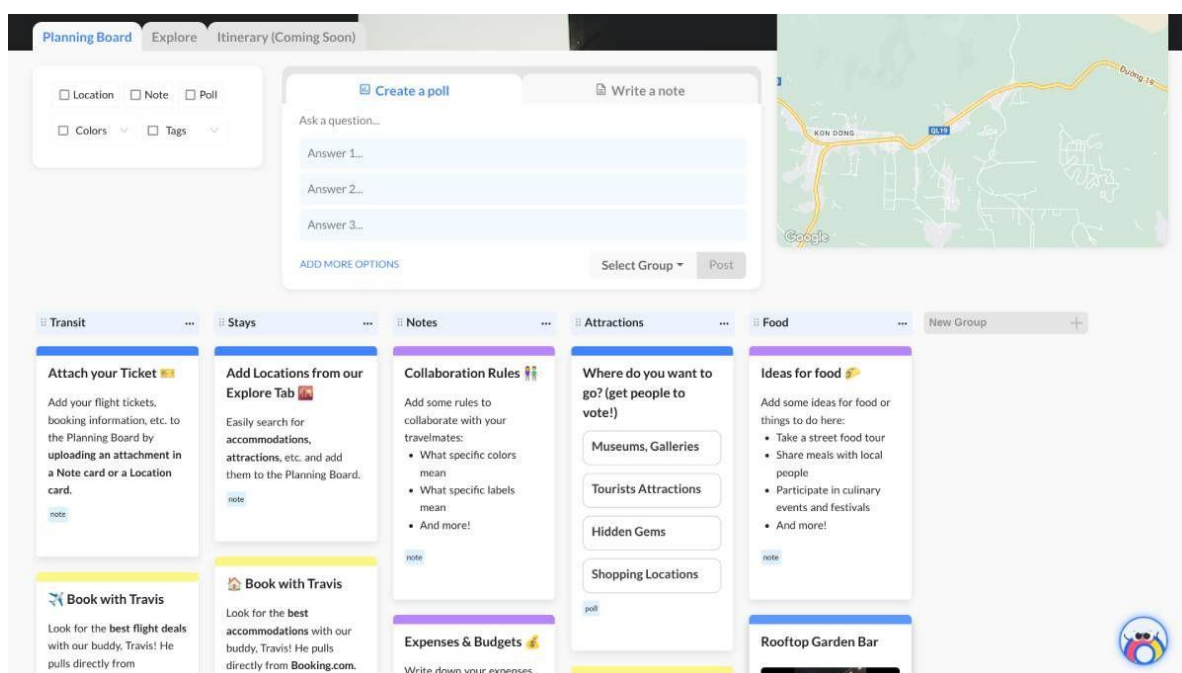 Planning Board Explore Itinerary (Coming Soon)
Location Note Poll
Colors Tags
Create a poll Write a note
Ask a question...
Answer 1...
Answer 2...
Answer 3...
ADD MORE OPTIONS Select Group Post
Đường 19
KON DONG
QL19
Google
Transit ... Stays ... Notes ... Attractions ... Food ... New Group +
Attach your Ticket 🎫
Add your flight tickets,
booking information, etc. to
the Planning Board by
uploading an attachment in
a Note card or a Location
card.
note
✈️ Book with Travis
Look for the best flight deals
with our buddy, Travis! He
pulls directly from
Add Locations from our
Explore Tab 🌇
Easily search for
accommodations,
attractions, etc. and add
them to the Planning Board.
note
🏠 Book with Travis
Look for the best
accommodations with our
buddy, Travis! He pulls
directly from Booking.com.
Collaboration Rules 👭
Add some rules to
collaborate with your
travelmates:
• What specific colors
mean
• What specific labels
mean
• And more!
note
Expenses & Budgets 💰
Write down your expenses
Where do you want to
go? (get people to
vote!)
Museums, Galleries
Tourists Attractions
Hidden Gems
Shopping Locations
poll
Ideas for food 🌮
Add some ideas for food or
things to do here:
• Take a street food tour
• Share meals with local
people
• Participate in culinary
events and festivals
• And more!
note
Rooftop Garden Bar